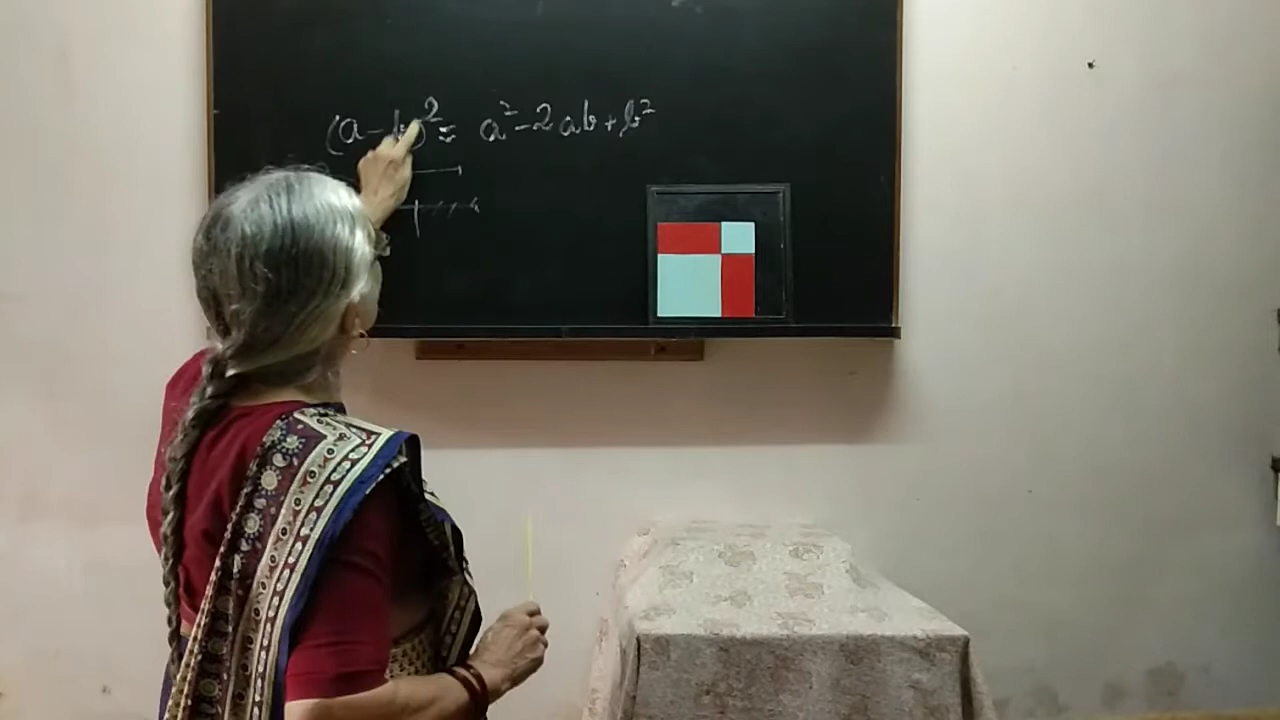 (a-b)² = a²-2ab+b²